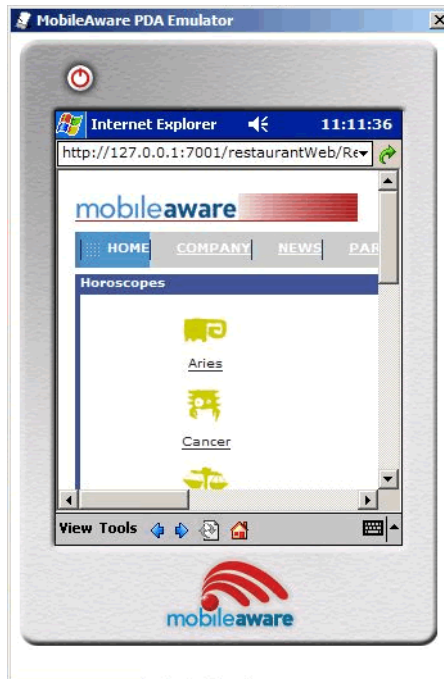 MobileAware PDA Emulator
Internet Explorer 11:11:36
http://127.0.0.1:7001/restaurantWeb/Re
mobileaware
HOME COMPANY NEWS PAR
Horoscopes
Aries
Cancer
View Tools
mobileaware